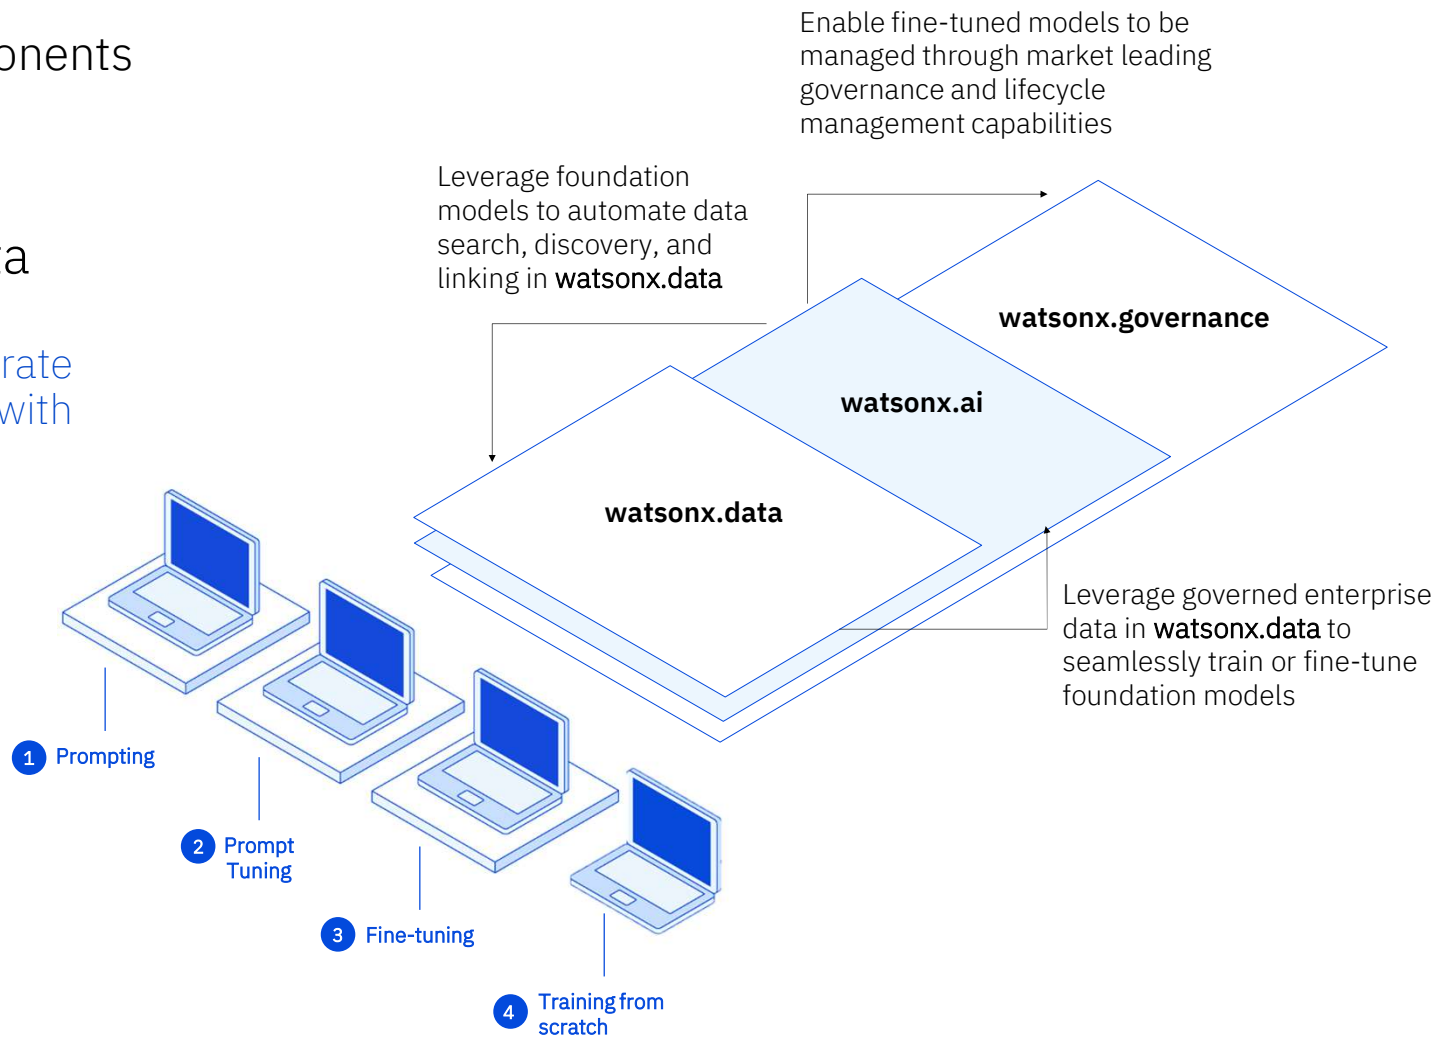 onents
ta
rate
with
Enable fine-tuned models to be
managed through market leading
governance and lifecycle
management capabilities
Leverage foundation
models to automate data
search, discovery, and
linking in watsonx.data
watsonx.governance
watsonx.ai
watsonx.data
Leverage governed enterprise
data in watsonx.data to
seamlessly train or fine-tune
foundation models
1 Prompting
2 Prompt
Tuning
3 Fine-tuning
4 Training from
scratch